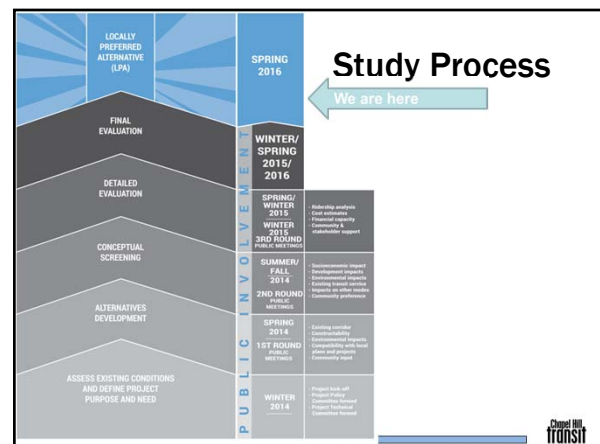 Study Process
We are here
LOCALLY
PREFERRED
ALTERNATIVE
(LPA)
SPRING
2016
FINAL
EVALUATION
WINTER/
SPRING
2015/
2016
DETAILED
EVALUATION
SPRING/
WINTER
2015
WINTER
2015
3RD ROUND
PUBLIC MEETINGS
- Ridership analysis
- Cost estimates
- Financial capacity
- Community &
stakeholder support
CONCEPTUAL
SCREENING
SUMMER/
FALL
2014
2ND ROUND
PUBLIC
MEETINGS
- Socioeconomic impact
- Development impacts
- Environmental impacts
- Existing transit service
- Impacts on other modes
- Community preference
ALTERNATIVES
DEVELOPMENT
SPRING
2014
1ST ROUND
PUBLIC
MEETINGS
- Existing corridor
- Constructability
- Environmental impacts
- Compatibility with local
plans and projects
- Community input
ASSESS EXISTING CONDITIONS
AND DEFINE PROJECT
PURPOSE AND NEED
WINTER
2014
- Project kick-off
- Project Policy
Committee formed
- Project Technical
Committee formed
PUBLIC INVOLVEMENT
Chapel Hill
transit